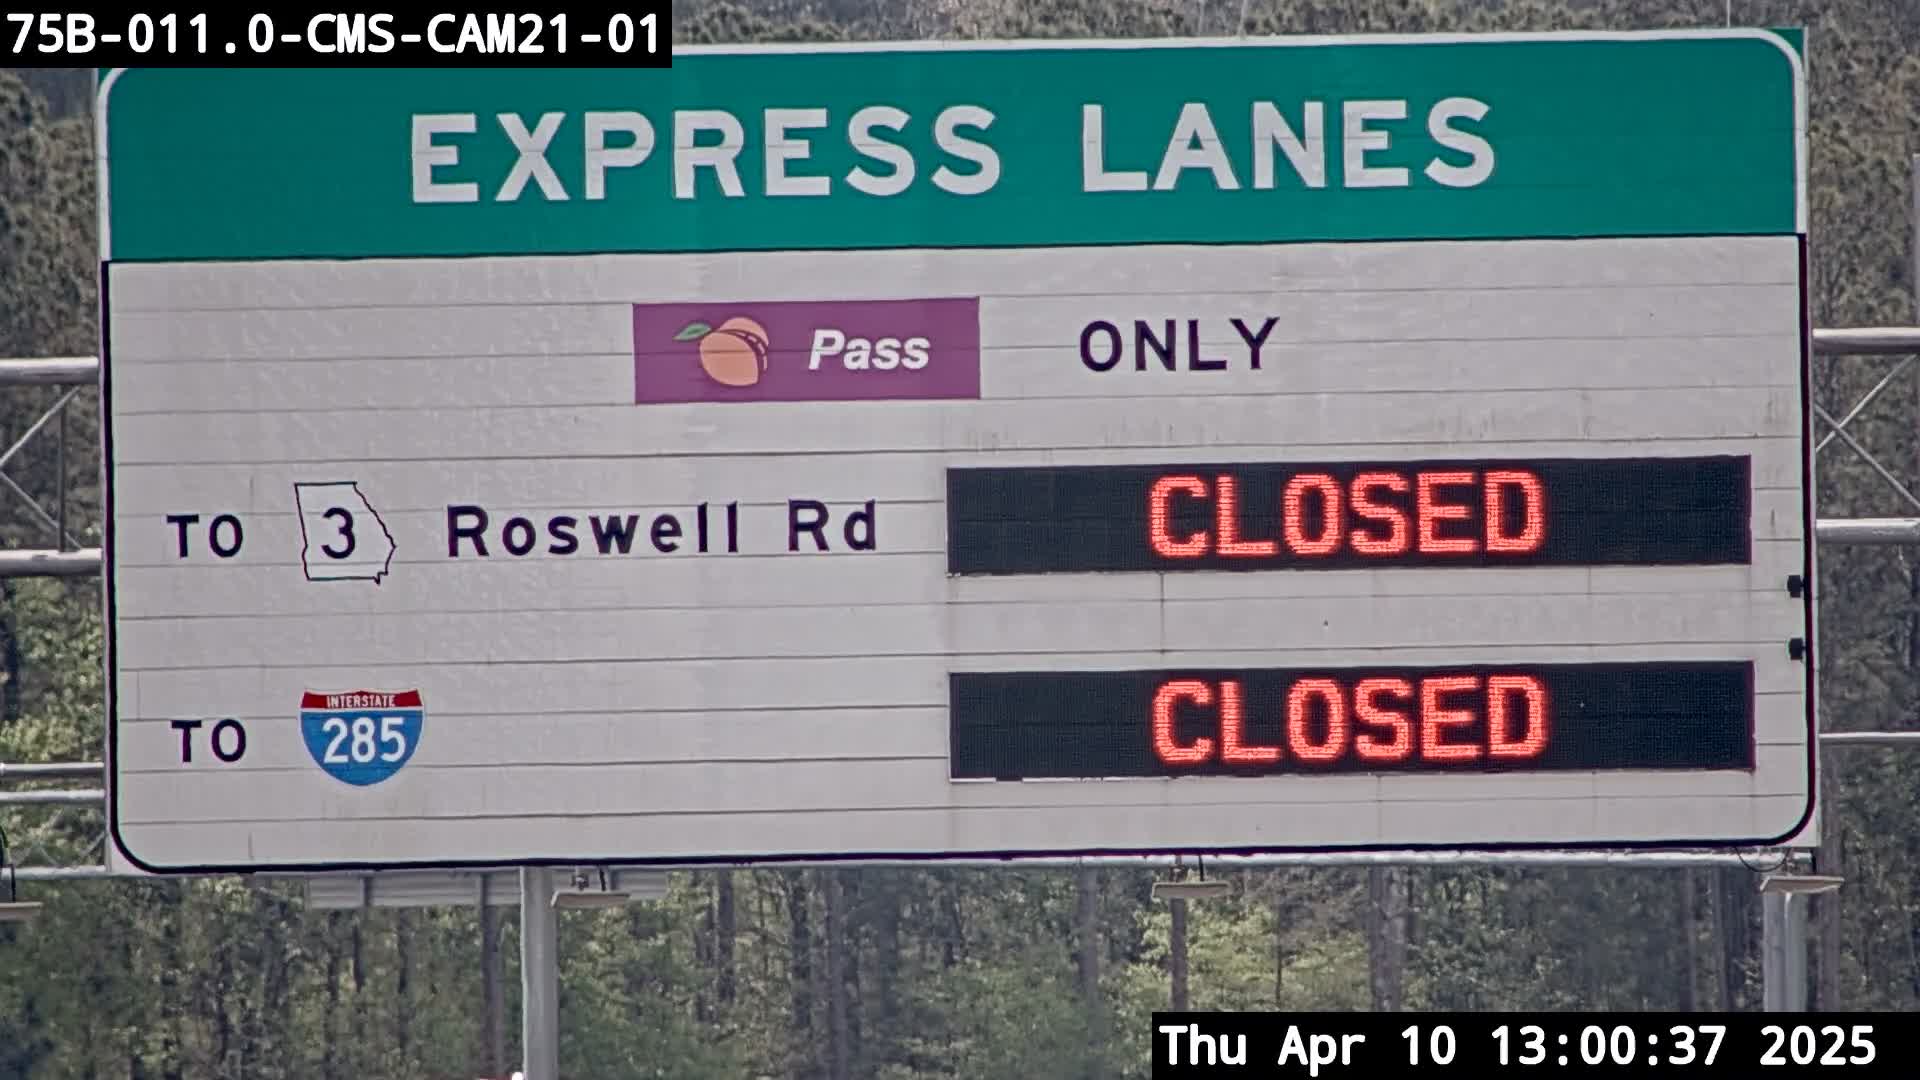 75B-011.0-CMS-CAM21-01
EXPRESS LANES
Pass ONLY
TO 3 Roswell Rd CLOSED
INTERSTATE
TO 285 CLOSED
Thu Apr 10 13:00:37 2025